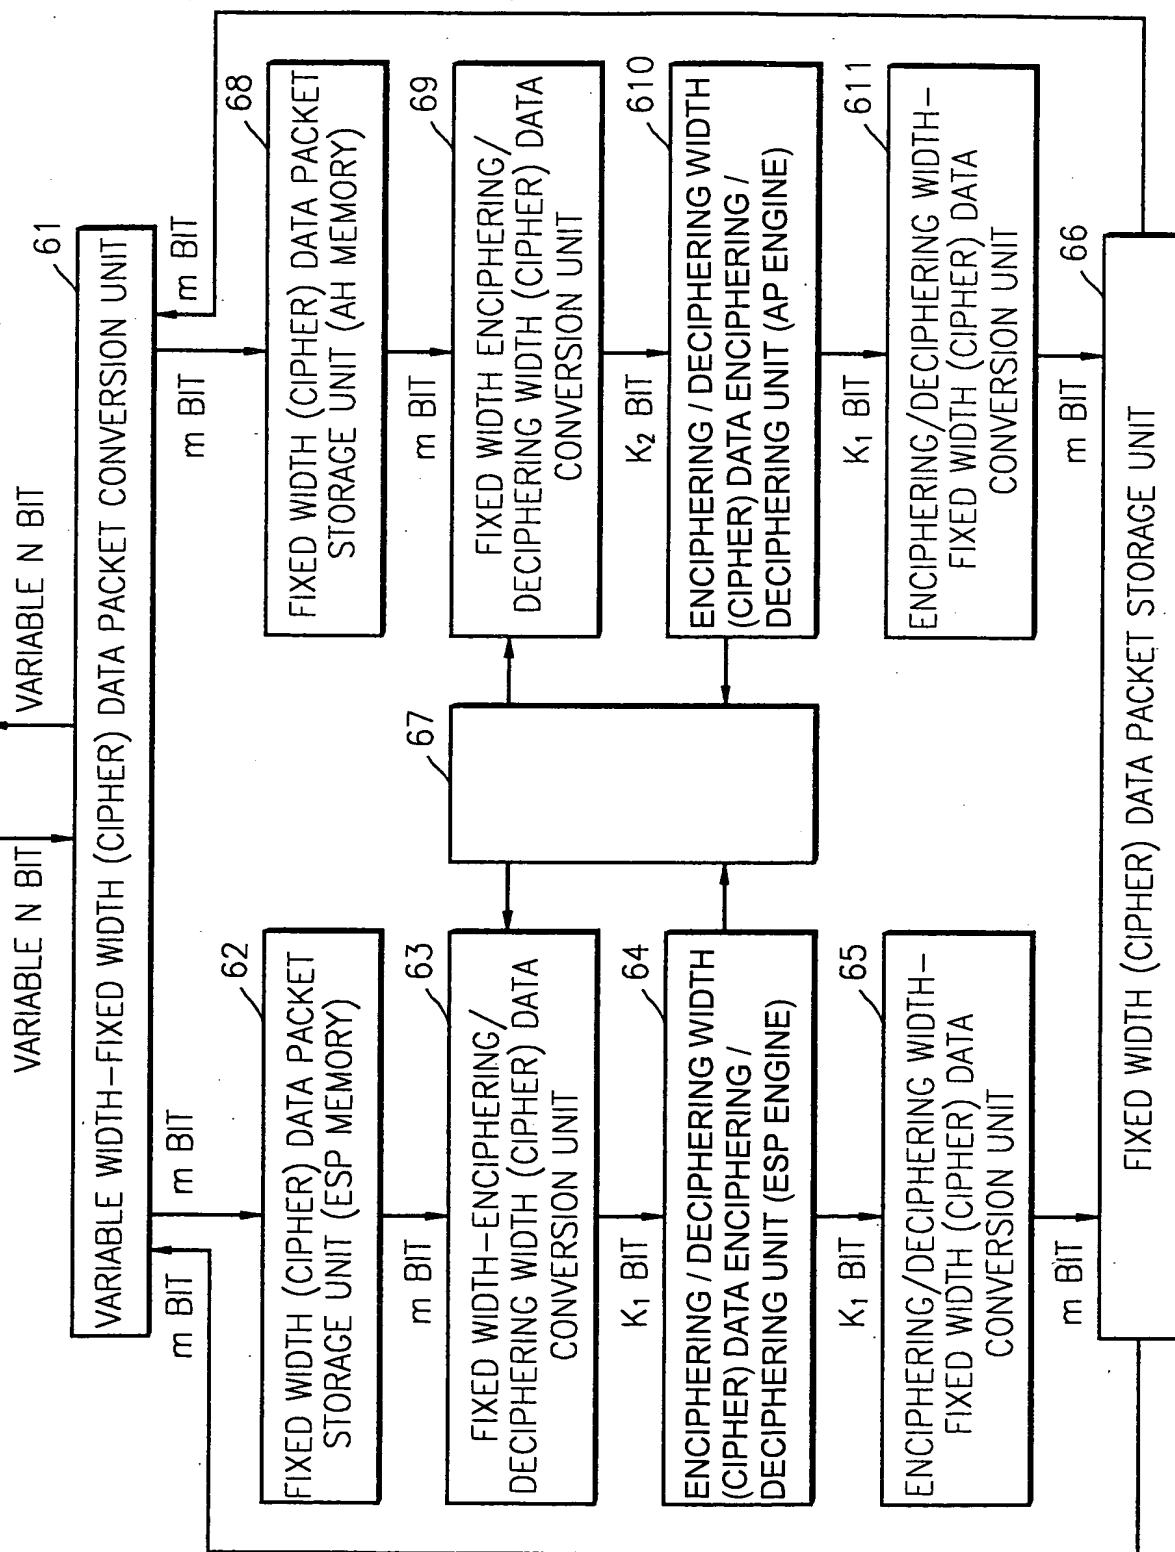 VARIABLE N BIT
VARIABLE N BIT
61
VARIABLE WIDTH-FIXED WIDTH (CIPHER) DATA PACKET CONVERSION UNIT
m BIT
m BIT
m BIT
m BIT
62
FIXED WIDTH (CIPHER) DATA PACKET
STORAGE UNIT (ESP MEMORY)
m BIT
63
FIXED WIDTH-ENCIPHERING/
DECIPHERING WIDTH (CIPHER) DATA
CONVERSION UNIT
K1 BIT
64
ENCIPHERING / DECIPHERING WIDTH
(CIPHER) DATA ENCIPHERING /
DECIPHERING UNIT (ESP ENGINE)
K1 BIT
65
ENCIPHERING/DECIPHERING WIDTH-
FIXED WIDTH (CIPHER) DATA
CONVERSION UNIT
m BIT
67
68
FIXED WIDTH (CIPHER) DATA PACKET
STORAGE UNIT (AH MEMORY)
m BIT
69
FIXED WIDTH ENCIPHERING/
DECIPHERING WIDTH (CIPHER) DATA
CONVERSION UNIT
K2 BIT
610
ENCIPHERING / DECIPHERING WIDTH
(CIPHER) DATA ENCIPHERING /
DECIPHERING UNIT (AP ENGINE)
K1 BIT
611
ENCIPHERING/DECIPHERING WIDTH-
FIXED WIDTH (CIPHER) DATA
CONVERSION UNIT
m BIT
66
FIXED WIDTH (CIPHER) DATA PACKET STORAGE UNIT